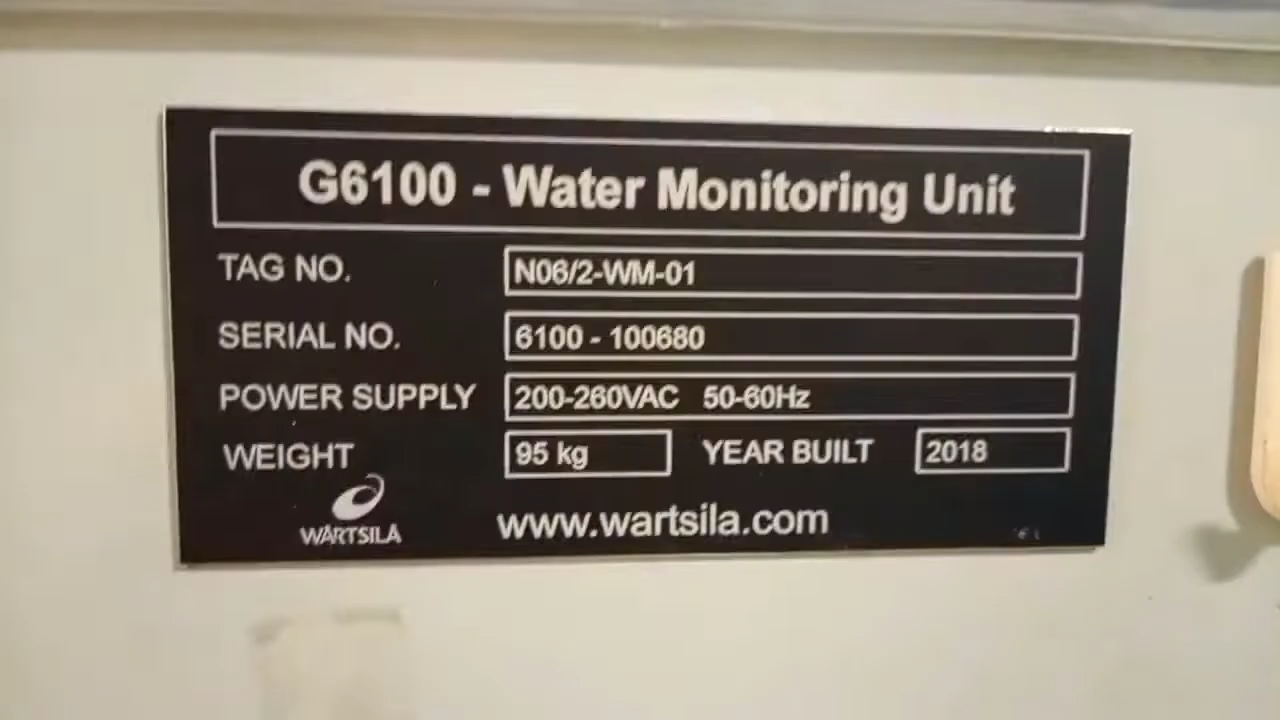 G6100 - Water Monitoring Unit
TAG NO. N06/2-WM-01
SERIAL NO. 6100 - 100680
POWER SUPPLY 200-260VAC 50-60Hz
WEIGHT 95 kg YEAR BUILT 2018
WÄRTSILÄ www.wartsila.com